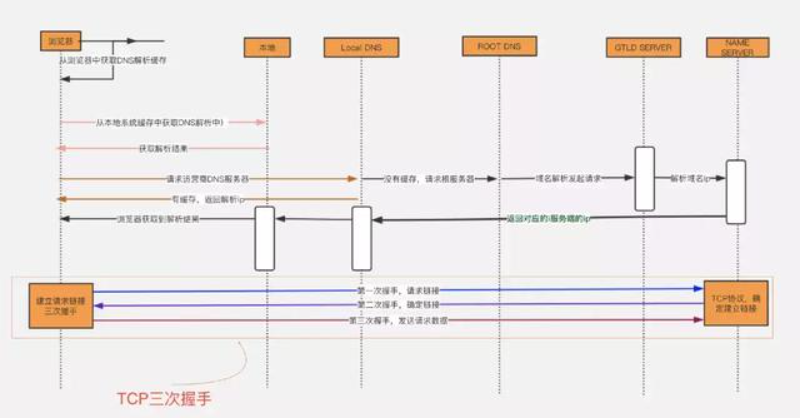 浏览器
本地
Local DNS
ROOT DNS
GTLD SERVER
NAME
SERVER
从浏览器中获取DNS解析缓存
从本地系统缓存中获取DNS解析中)
获取解析结果
请求运营商DNS服务器
没有缓存，请求根服务器
域名解析发起请求
解析域名ip
有缓存，返回解析ip
浏览器获取到解析结果
返回对应的i服务端的ip
建立请求链接
三次握手
第一次握手，请求链接
第二次握手，确定链接
第三次握手，发送请求数据
TCP协议，确
定建立链接
TCP三次握手